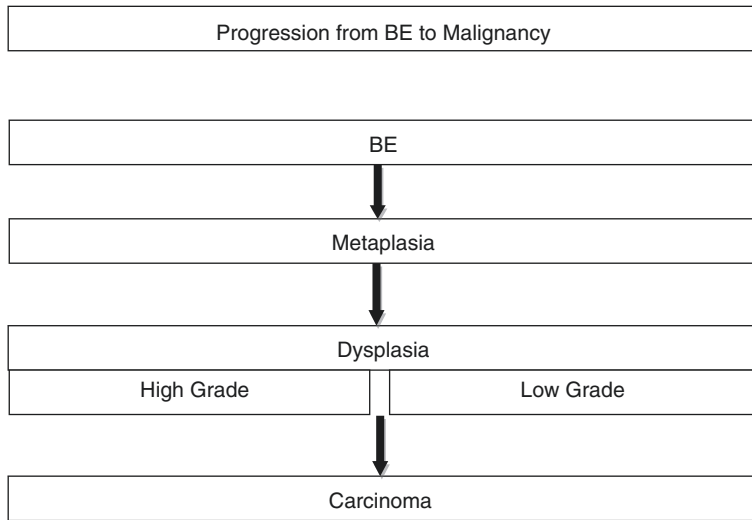 Progression from BE to Malignancy
BE
Metaplasia
Dysplasia
High Grade
Low Grade
Carcinoma